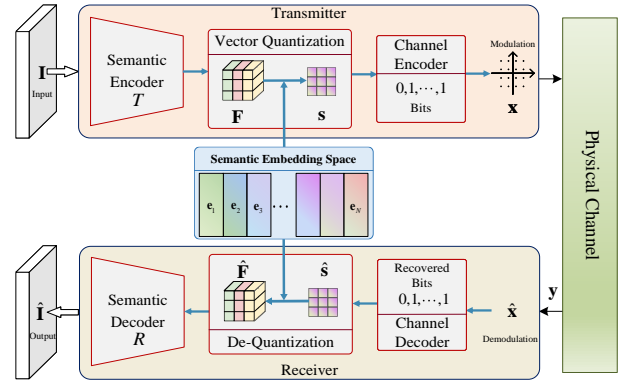 Transmitter
I
Input
Semantic
Encoder
T
Vector Quantization
F
s
Channel
Encoder
0,1,⋯,1
Bits
Modulation
x
Physical Channel
Semantic Embedding Space
e₁ e₂ e₃ ⋯ e_N
Î
Output
Semantic
Decoder
R
F̂
ŝ
De-Quantization
Recovered
Bits
0,1,⋯,1
Channel
Decoder
x̂
Demodulation
y
Receiver